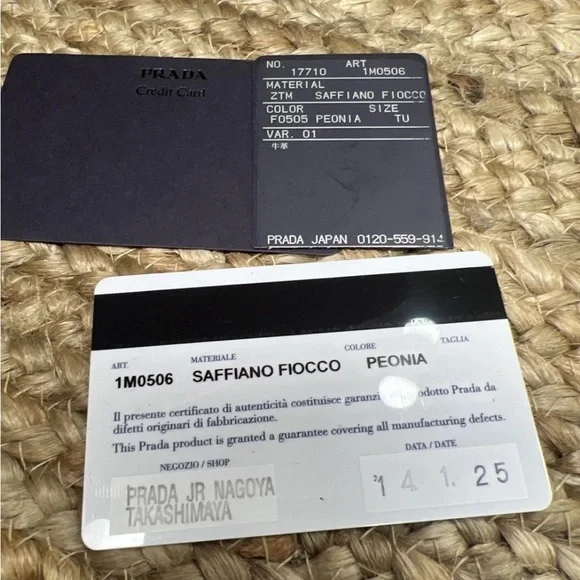 PRADA
Credit Card
NO. ART
17710 1M0506
MATERIAL
ZTM SAFFIANO FIOCCO
COLOR SIZE
F0505 PEONIA TU
VAR. 01
牛革
PRADA JAPAN 0120-559-914
ART. MATERIALE COLORE TAGLIA
1M0506 SAFFIANO FIOCCO PEONIA
Il presente certificato di autenticità costituisce garanzia prodotto Prada da
difetti originari di fabbricazione.
This Prada product is granted a guarantee covering all manufacturing defects.
NEGOZIO / SHOP DATA / DATE
PRADA JR NAGOYA
TAKASHIMAYA
14. 1. 25